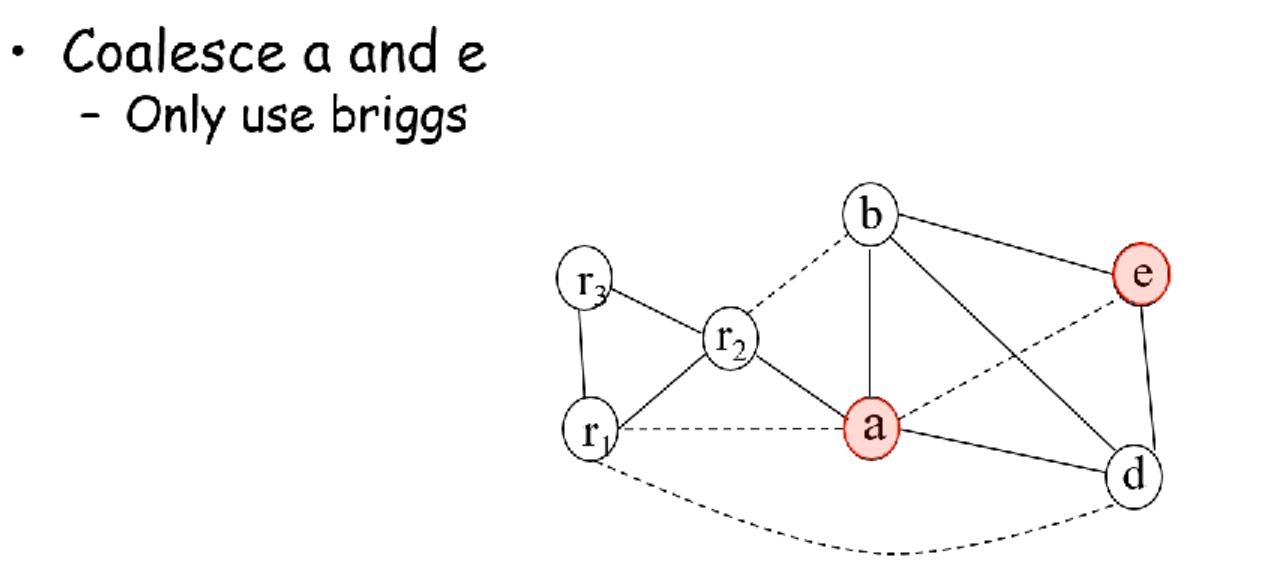 • Coalesce a and e
– Only use briggs
b
e
r3
r2
a
r1
d